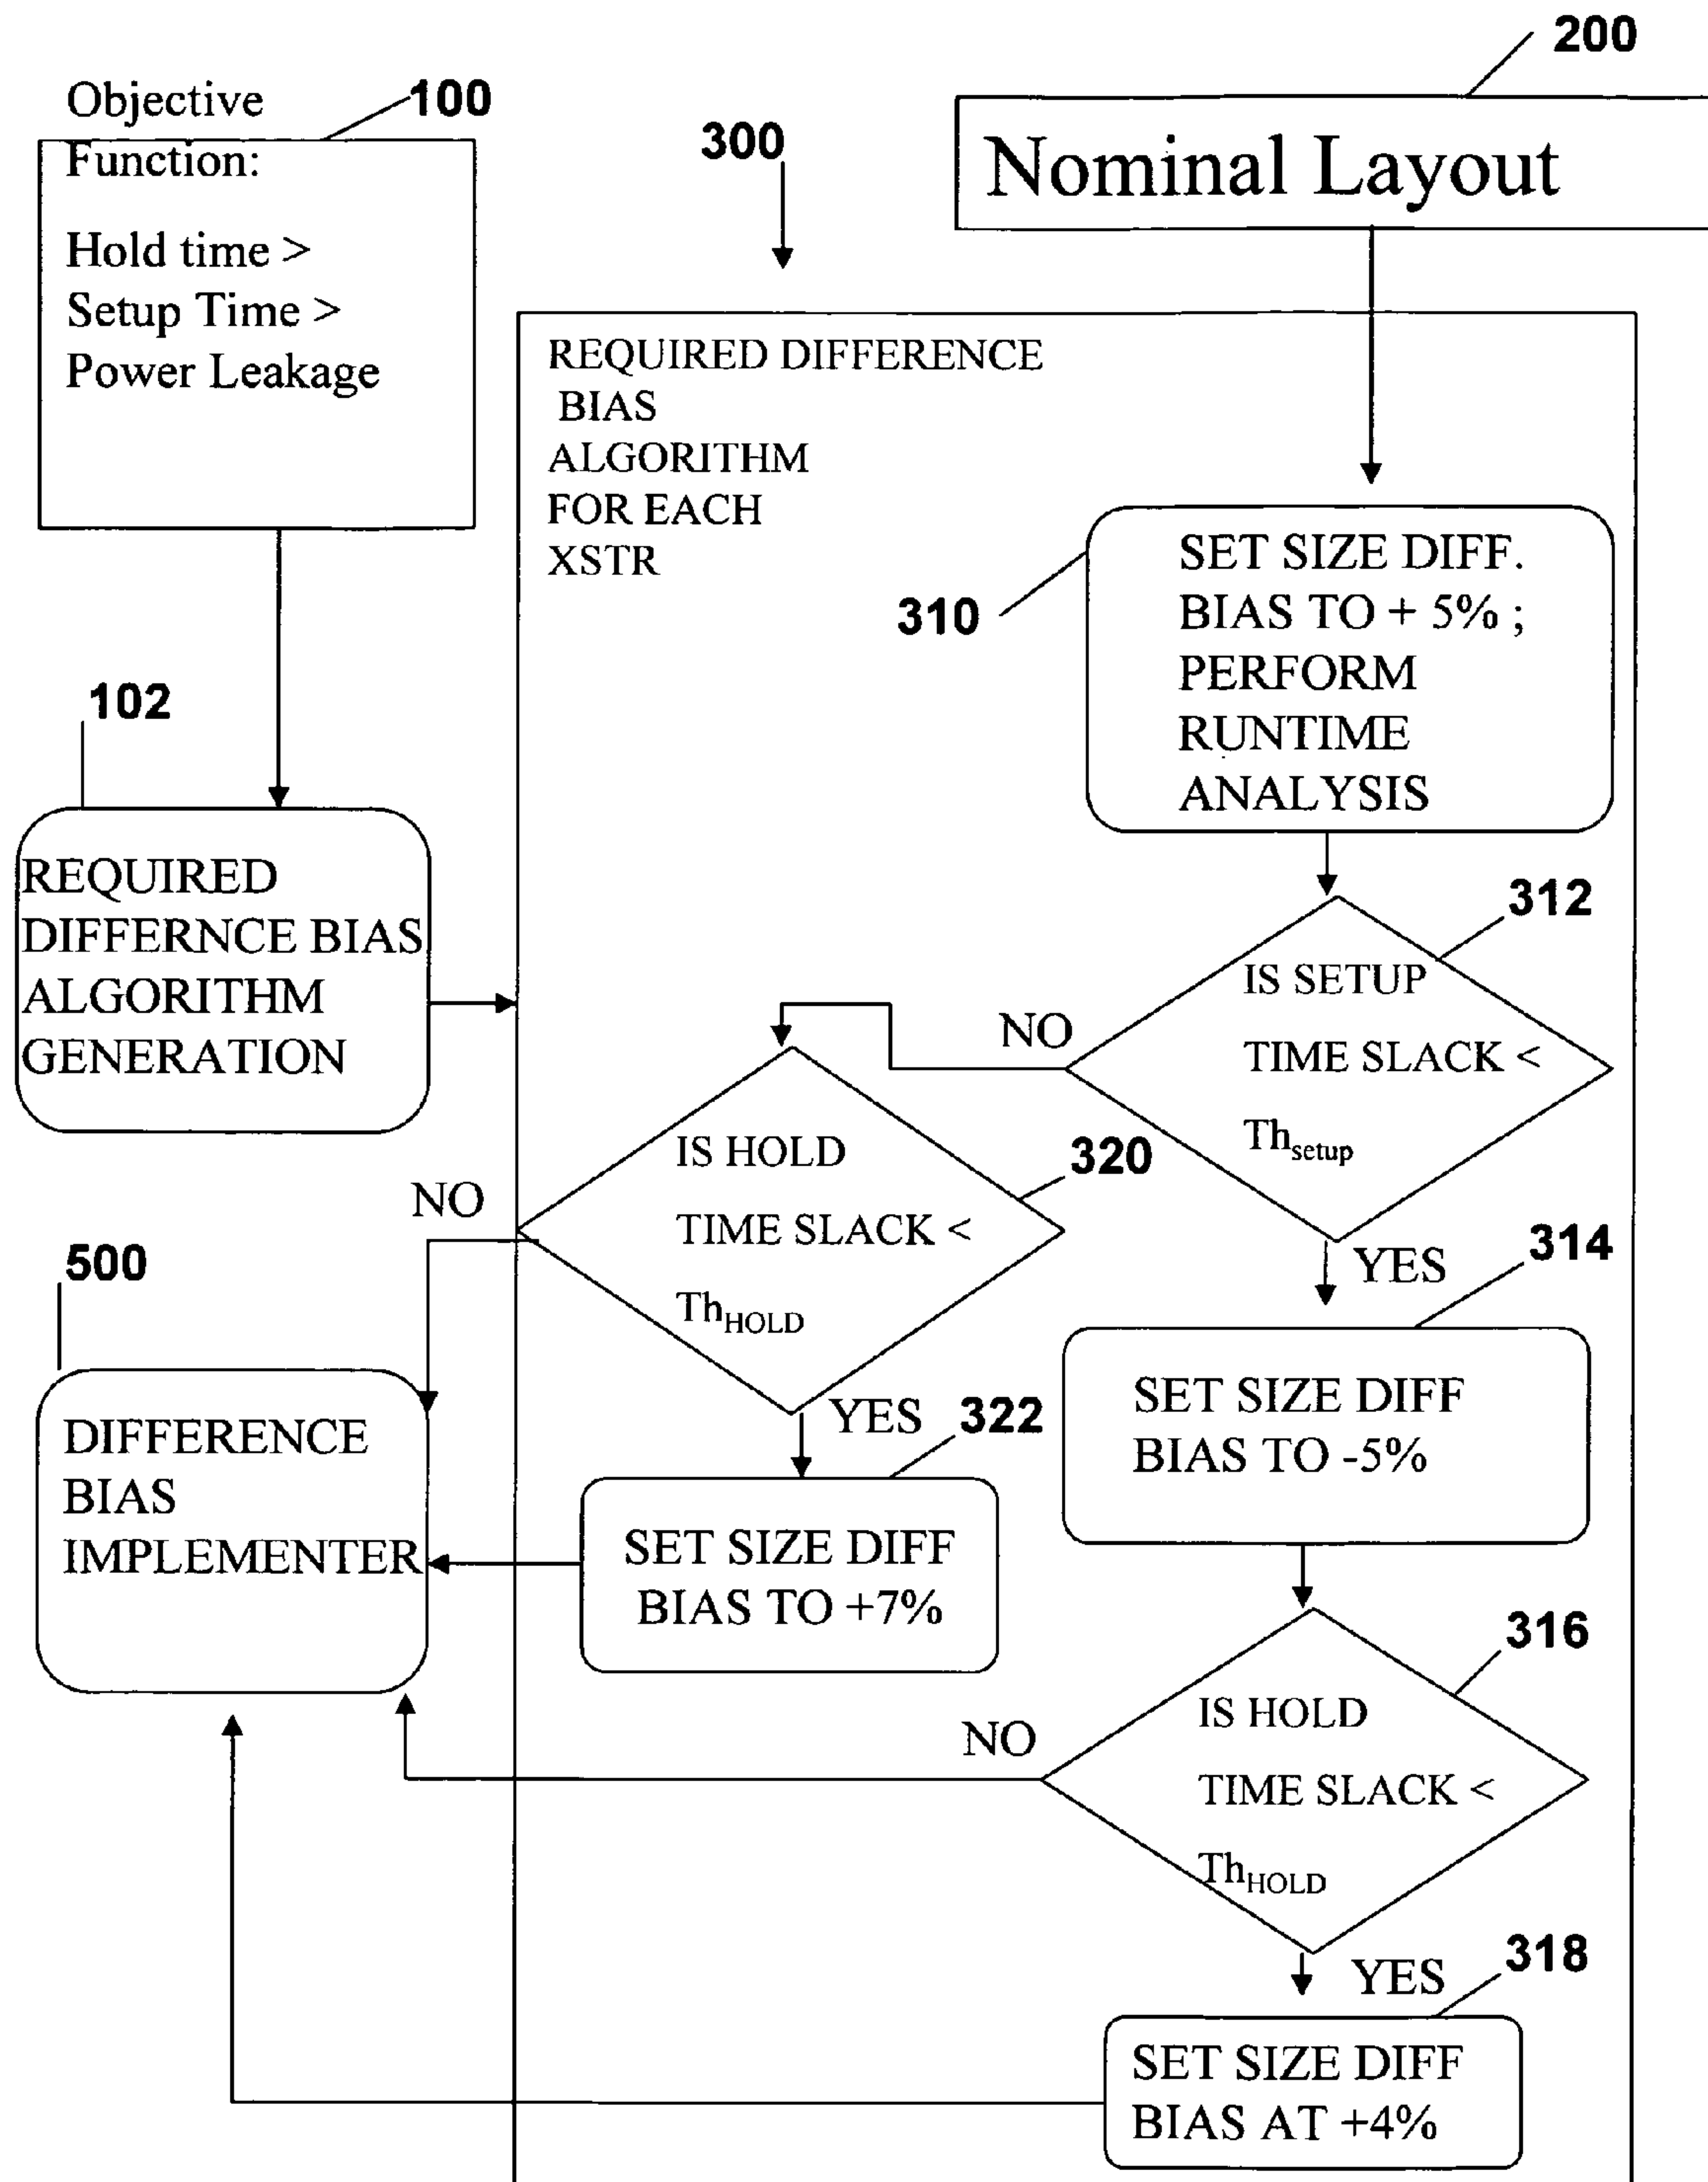 200
Objective
100
Function:
Hold time >
Setup Time >
Power Leakage
300
Nominal Layout
REQUIRED DIFFERENCE
BIAS
ALGORITHM
FOR EACH
XSTR
310
SET SIZE DIFF.
BIAS TO + 5% ;
PERFORM
RUNTIME
ANALYSIS
102
REQUIRED
DIFFERNCE BIAS
ALGORITHM
GENERATION
312
IS SETUP
TIME SLACK <
Thsetup
NO
320
IS HOLD
TIME SLACK <
ThHOLD
NO
YES
314
SET SIZE DIFF
BIAS TO -5%
500
DIFFERENCE
BIAS
IMPLEMENTER
YES
322
SET SIZE DIFF
BIAS TO +7%
316
IS HOLD
TIME SLACK <
ThHOLD
NO
YES
318
SET SIZE DIFF
BIAS AT +4%